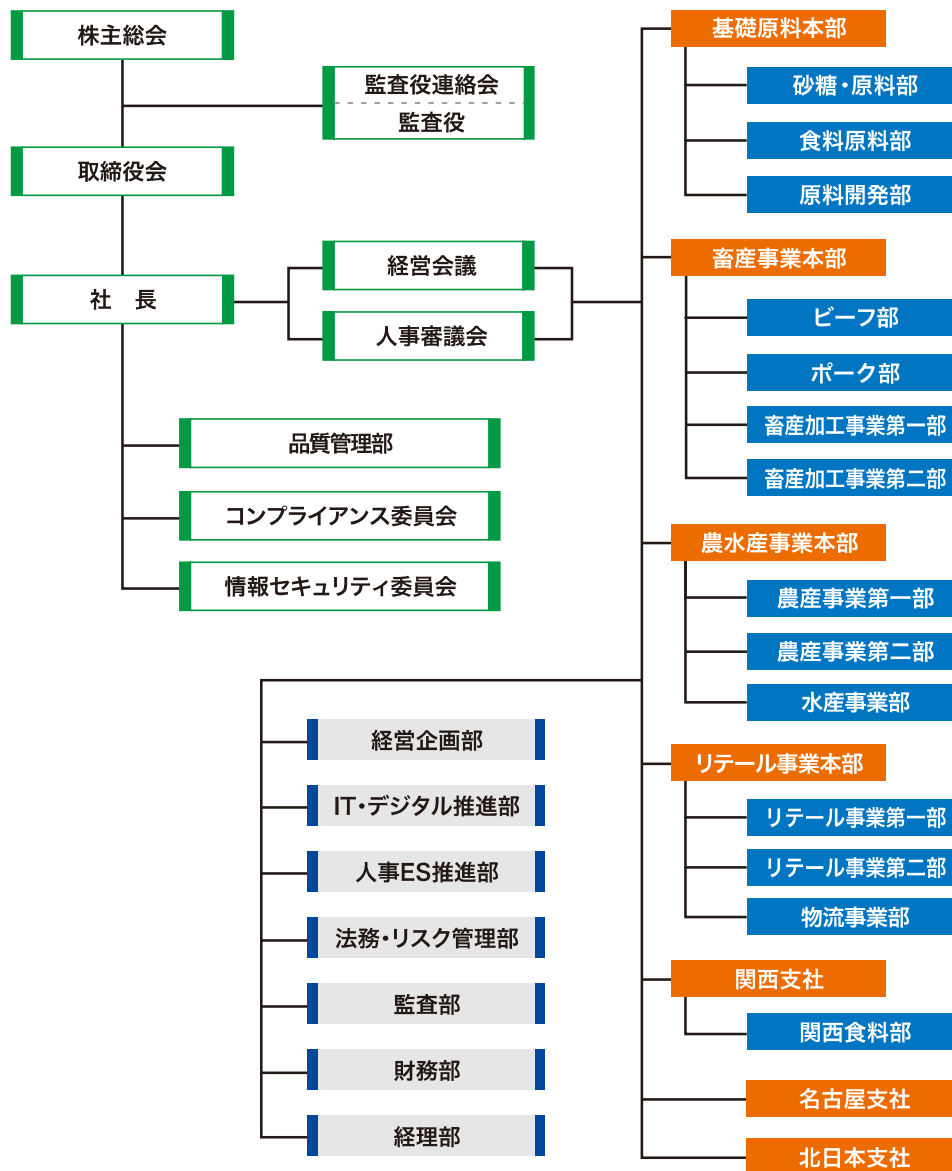 株主総会
監査役連絡会
監査役
取締役会
社　長
経営会議
人事審議会
品質管理部
コンプライアンス委員会
情報セキュリティ委員会
経営企画部
IT・デジタル推進部
人事ES推進部
法務・リスク管理部
監査部
財務部
経理部
基礎原料本部
砂糖・原料部
食料原料部
原料開発部
畜産事業本部
ビーフ部
ポーク部
畜産加工事業第一部
畜産加工事業第二部
農水産事業本部
農産事業第一部
農産事業第二部
水産事業部
リテール事業本部
リテール事業第一部
リテール事業第二部
物流事業部
関西支社
関西食料部
名古屋支社
北日本支社